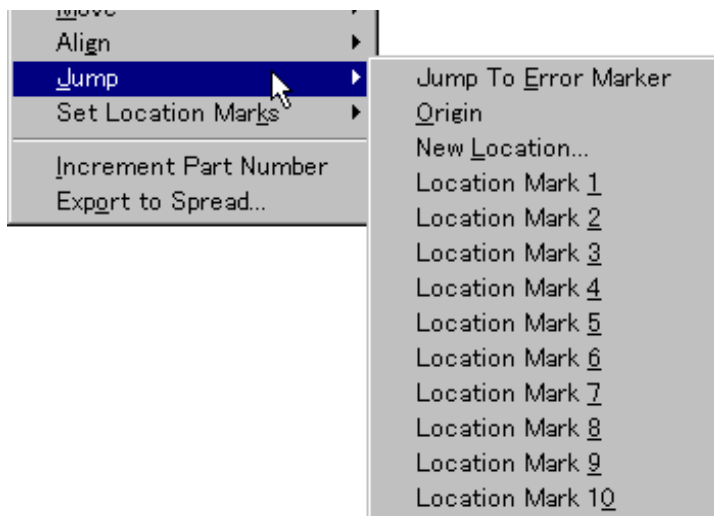 Move
Align
Jump
Set Location Marks
Increment Part Number
Export to Spread...
Jump To Error Marker
Origin
New Location...
Location Mark 1
Location Mark 2
Location Mark 3
Location Mark 4
Location Mark 5
Location Mark 6
Location Mark 7
Location Mark 8
Location Mark 9
Location Mark 10